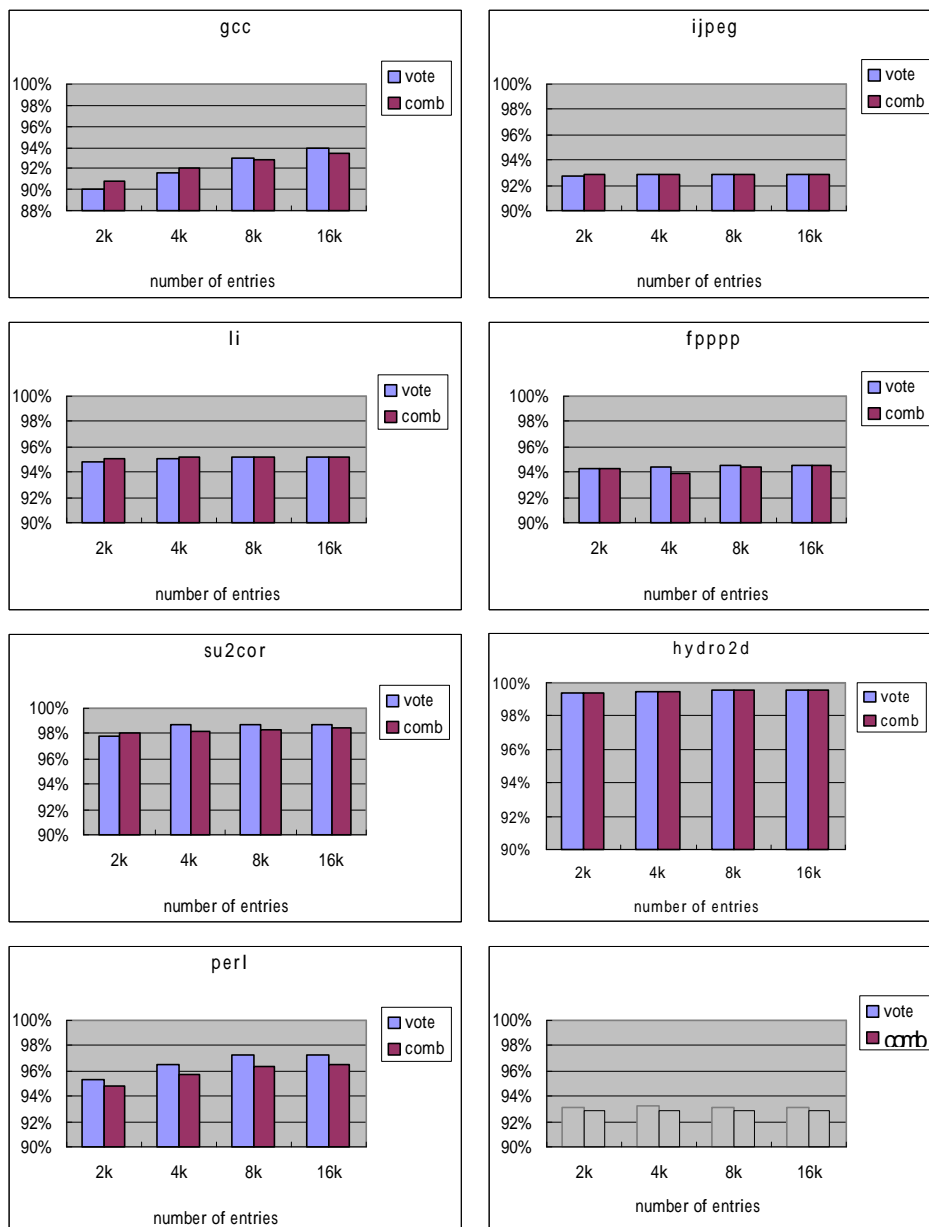 gcc
vote
comb
100%
98%
96%
94%
92%
90%
88%
2k 4k 8k 16k
number of entries
ijpeg
vote
comb
100%
98%
96%
94%
92%
90%
2k 4k 8k 16k
number of entries
li
vote
comb
100%
98%
96%
94%
92%
90%
2k 4k 8k 16k
number of entries
fpppp
vote
comb
100%
98%
96%
94%
92%
90%
2k 4k 8k 16k
number of entries
su2cor
vote
comb
100%
98%
96%
94%
92%
90%
2k 4k 8k 16k
number of entries
hydro2d
vote
comb
100%
98%
96%
94%
92%
90%
2k 4k 8k 16k
number of entries
perl
vote
comb
100%
98%
96%
94%
92%
90%
2k 4k 8k 16k
number of entries
vote
comb
100%
98%
96%
94%
92%
90%
2k 4k 8k 16k
number of entries